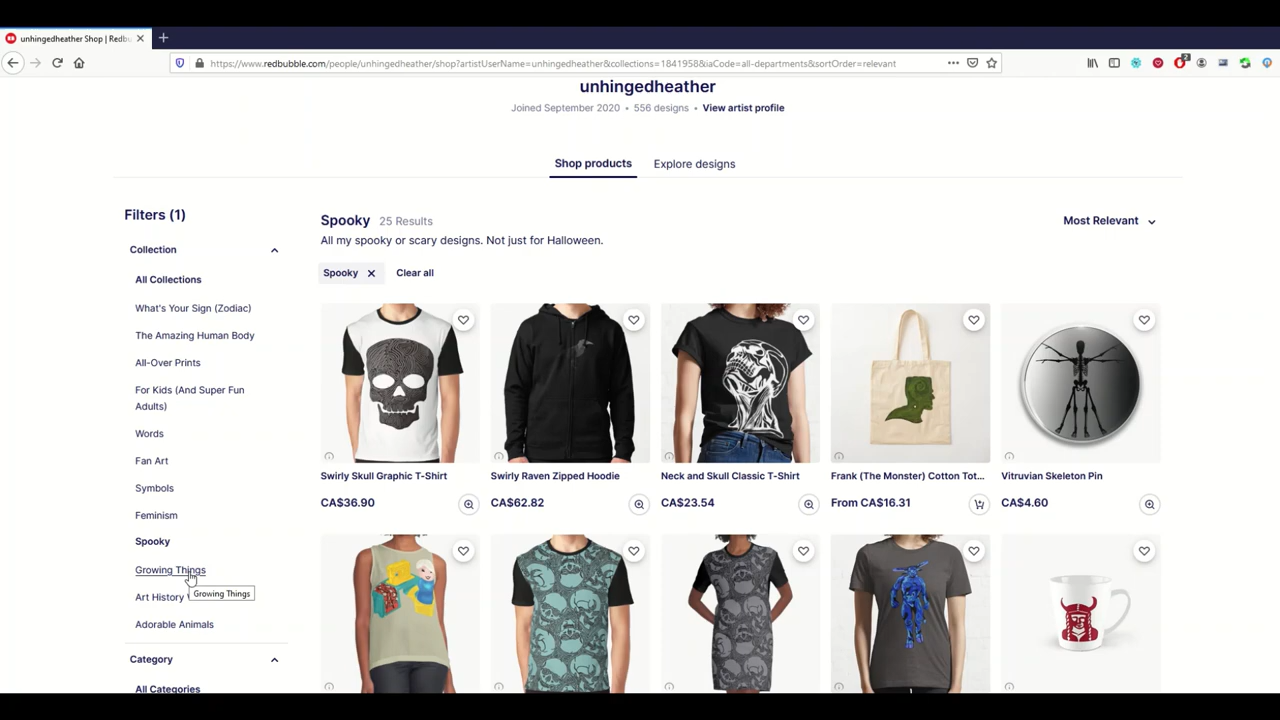 unhingedheather Shop | Redbu
https://www.redbubble.com/people/unhingedheather/shop?artistUserName=unhingedheather&collections=1841958&iaCode=all-departments&sortOrder=relevant
2
unhingedheather
Joined September 2020 • 556 designs • View artist profile
Shop products Explore designs
Filters (1)
Collection
All Collections
What's Your Sign (Zodiac)
The Amazing Human Body
All-Over Prints
For Kids (And Super Fun
Adults)
Words
Fan Art
Symbols
Feminism
Spooky
Growing Things
Growing Things
Art History
Adorable Animals
Category
All Categories
Spooky 25 Results
Most Relevant
All my spooky or scary designs. Not just for Halloween.
Spooky Clear all
Swirly Skull Graphic T-Shirt
CA$36.90
Swirly Raven Zipped Hoodie
CA$62.82
Neck and Skull Classic T-Shirt
CA$23.54
Frank (The Monster) Cotton Tot...
From CA$16.31
Vitruvian Skeleton Pin
CA$4.60